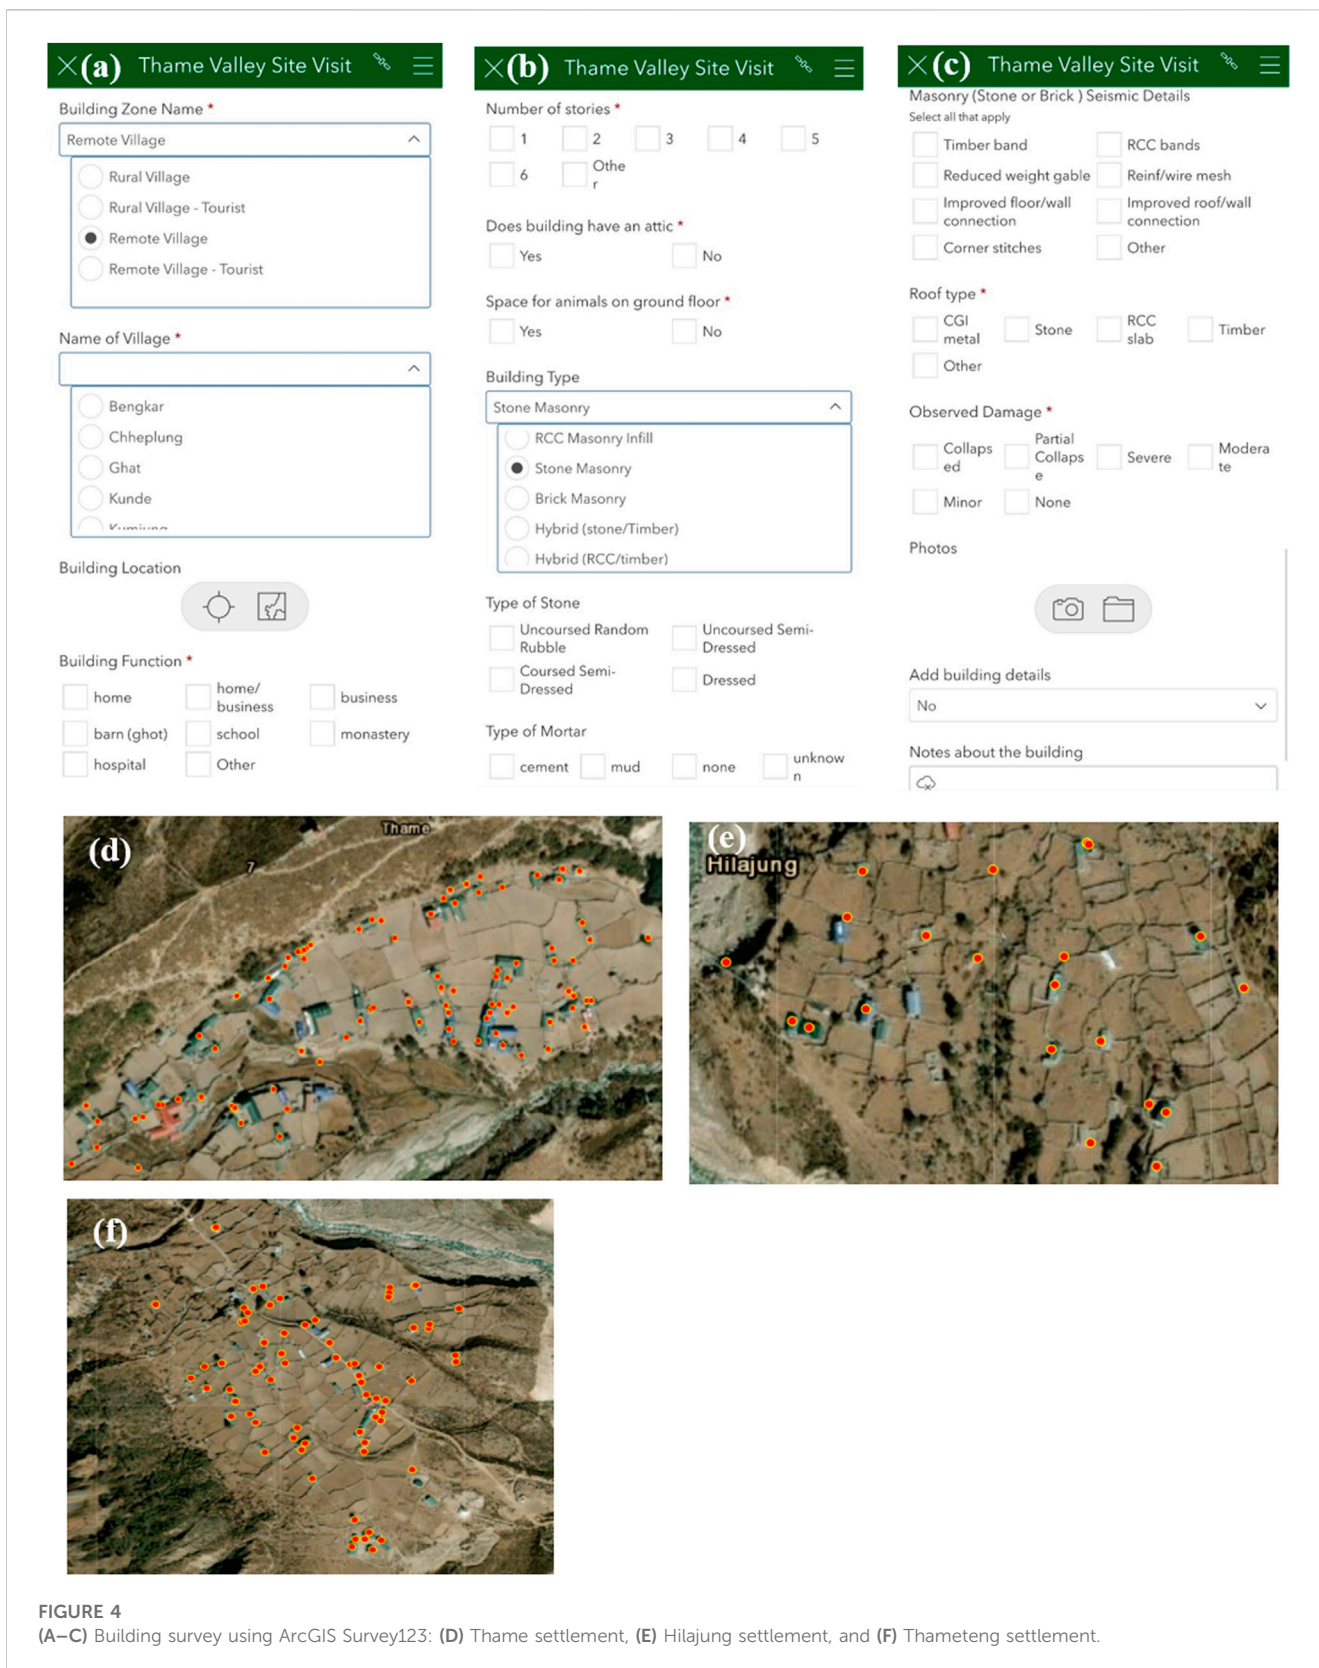 (a) Thame Valley Site Visit
Building Zone Name *
Remote Village
Rural Village
Rural Village - Tourist
Remote Village
Remote Village - Tourist
Name of Village *
Bengkar
Chheplung
Ghat
Kunde
Kumjung
Building Location
Building Function *
home
home/
business
business
barn (ghot)
school
monastery
hospital
Other
(b) Thame Valley Site Visit
Number of stories *
1 2 3 4 5
6 Othe
r
Does building have an attic *
Yes No
Space for animals on ground floor *
Yes No
Building Type
Stone Masonry
RCC Masonry Infill
Stone Masonry
Brick Masonry
Hybrid (stone/Timber)
Hybrid (RCC/timber)
Type of Stone
Uncoursed Random
Rubble
Uncoursed Semi-
Dressed
Coursed Semi-
Dressed
Dressed
Type of Mortar
cement mud none unknow
n
(c) Thame Valley Site Visit
Masonry (Stone or Brick ) Seismic Details
Select all that apply
Timber band RCC bands
Reduced weight gable Reinf/wire mesh
Improved floor/wall
connection
Improved roof/wall
connection
Corner stitches Other
Roof type *
CGI
metal
Stone
RCC
slab
Timber
Other
Observed Damage *
Collaps
ed
Partial
Collaps
e
Severe
Modera
te
Minor None
Photos
Add building details
No
Notes about the building
(d)
Thame
7
(e)
Hilajung
(f)
FIGURE 4
(A–C) Building survey using ArcGIS Survey123: (D) Thame settlement, (E) Hilajung settlement, and (F) Thameteng settlement.